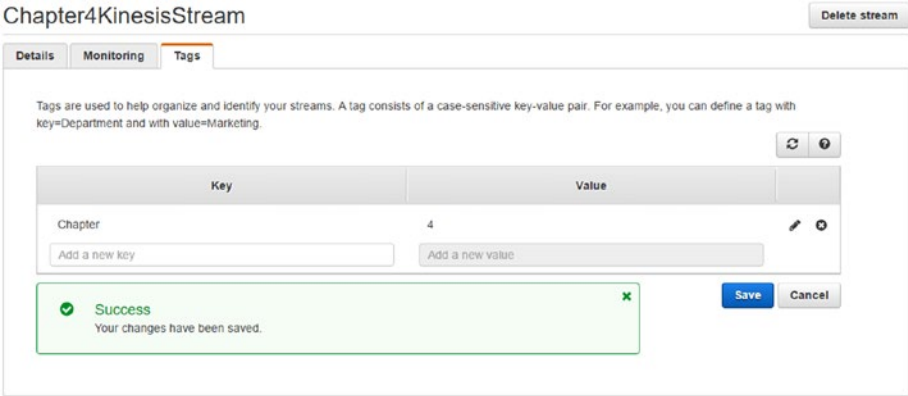 Chapter4KinesisStream
Delete stream
Details Monitoring Tags
Tags are used to help organize and identify your streams. A tag consists of a case-sensitive key-value pair. For example, you can define a tag with
key=Department and with value=Marketing.
Key Value
Chapter 4
Add a new key Add a new value
Success
Your changes have been saved.
Save Cancel